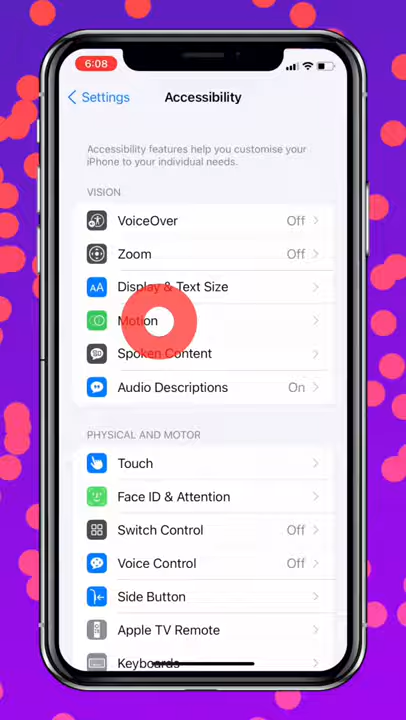 6:08
Settings
Accessibility
Accessibility features help you customise your
iPhone to your individual needs.
VISION
VoiceOver Off
Zoom Off
Display & Text Size
Motion
Spoken Content
Audio Descriptions On
PHYSICAL AND MOTOR
Touch
Face ID & Attention
Switch Control Off
Voice Control Off
Side Button
Apple TV Remote
Keyboards